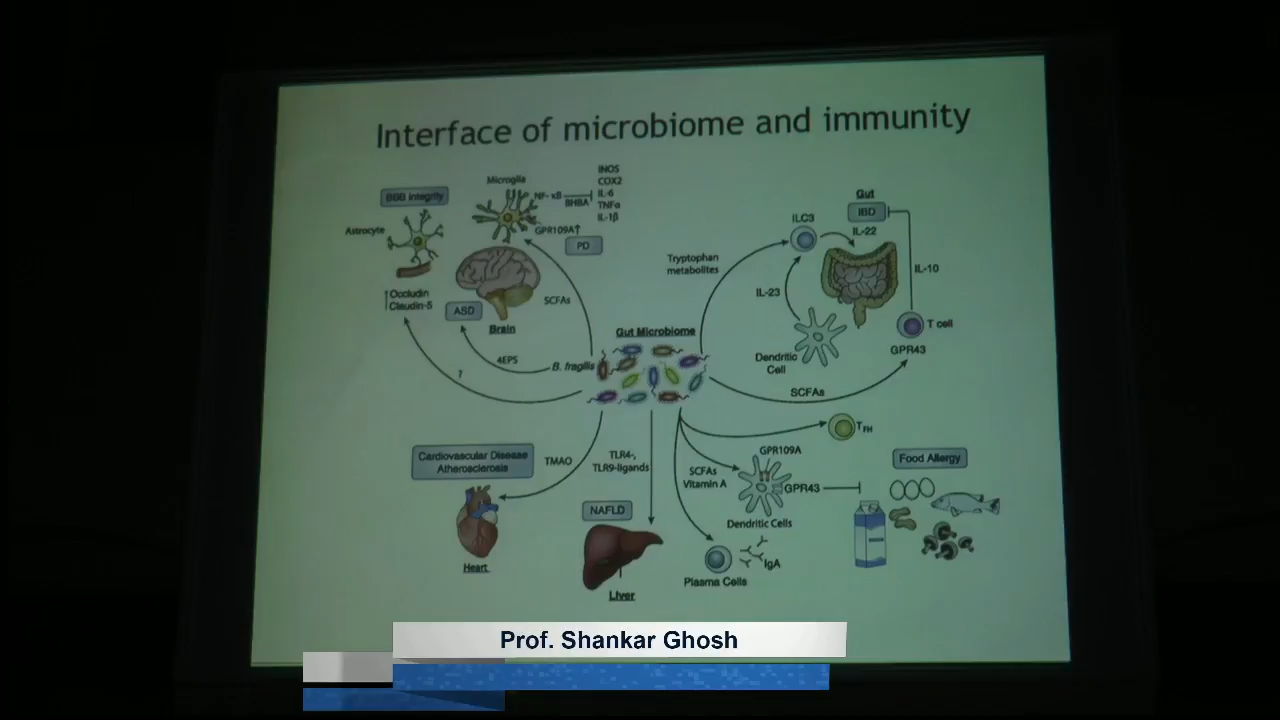 Interface of microbiome and immunity
BBB integrity
Astrocyte
Occludin
Claudin-5
Microglia
NF-κB
BHBA
iNOS
COX2
IL-6
TNFα
IL-1β
GPR109A↑
PD
SCFAs
ASD
Brain
4EPS
B. fragilis
?
Gut Microbiome
Tryptophan
metabolites
ILC3
Gut
IBD
IL-22
IL-10
IL-23
Dendritic
Cell
T cell
GPR43
SCFAs
Cardiovascular Disease
Atherosclerosis
TMAO
Heart
TLR4-,
TLR9-ligands
NAFLD
Liver
SCFAs
Vitamin A
TFH
GPR109A
GPR43
Dendritic Cells
Plasma Cells
IgA
Food Allergy
Prof. Shankar Ghosh